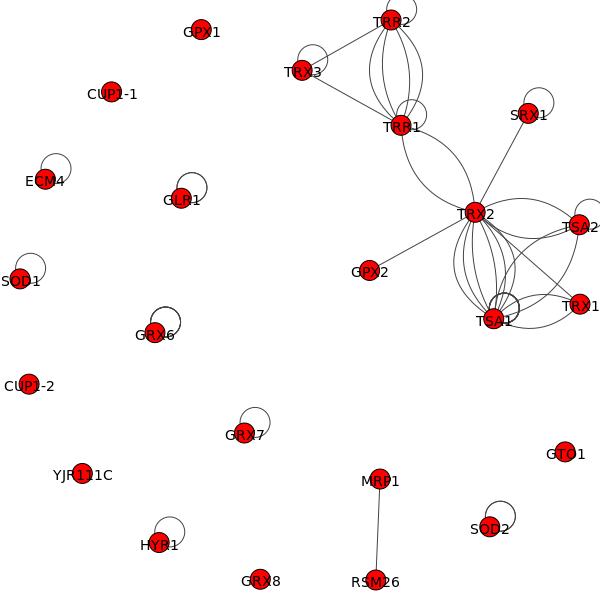 TRR2
GPX1
TRX3
CUP1-1
SRX1
TRR1
ECM4
GLR1
TRX2
TSA2
GPX2
SOD1
TRX1
TSA1
GRX6
CUP1-2
GRX7
GTO1
YJR111C
MRP1
SOD2
HYR1
GRX8
RSM26